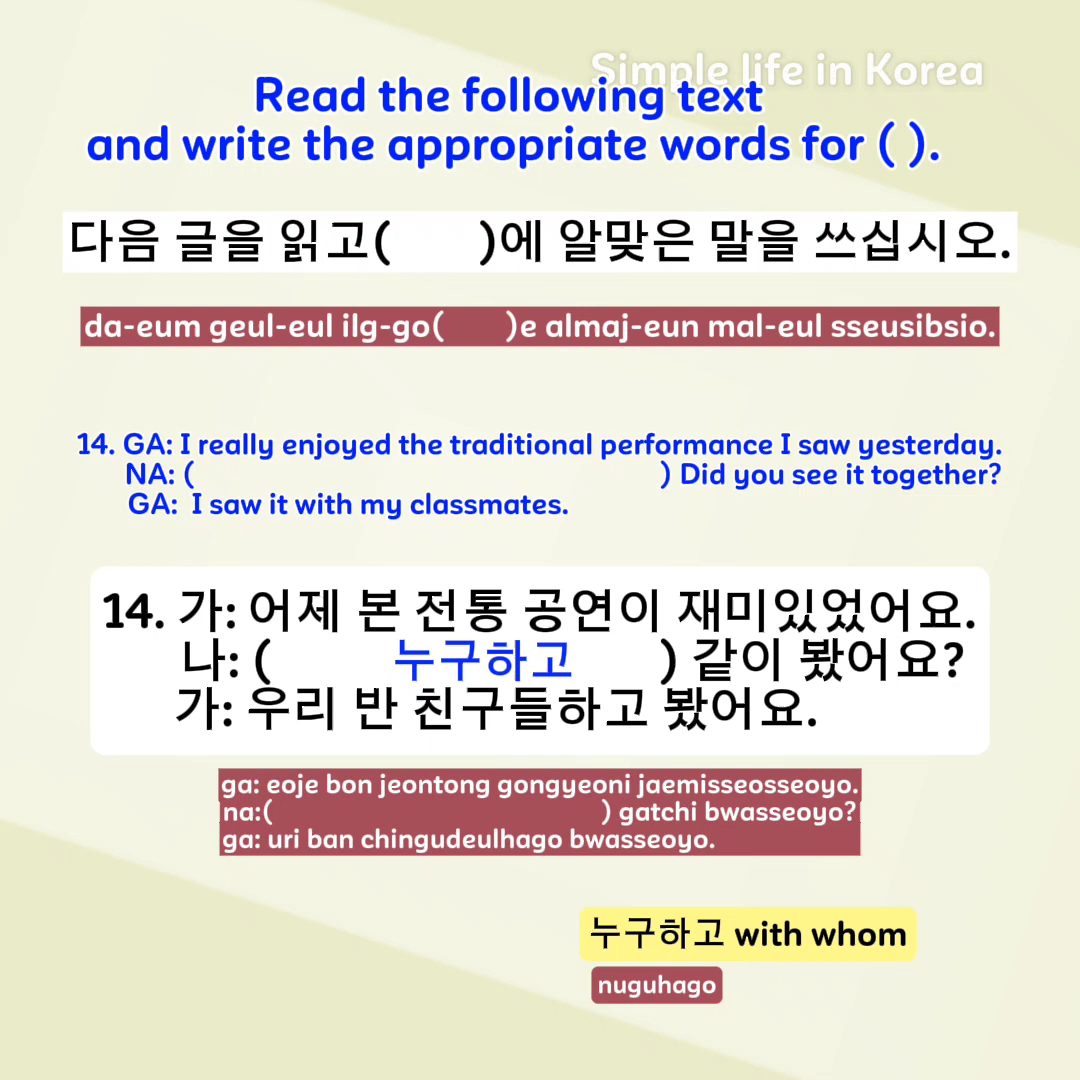 Simple life in Korea
Read the following text
and write the appropriate words for ( ).
다음 글을 읽고( )에 알맞은 말을 쓰십시오.
da-eum geul-eul ilg-go( )e almaj-eun mal-eul sseusibsio.
14. GA: I really enjoyed the traditional performance I saw yesterday.
NA: ( ) Did you see it together?
GA: I saw it with my classmates.
14. 가: 어제 본 전통 공연이 재미있었어요.
나: ( 누구하고 ) 같이 봤어요?
가: 우리 반 친구들하고 봤어요.
ga: eoje bon jeontong gongyeoni jaemisseosseoyo.
na:( ) gatchi bwasseoyo?
ga: uri ban chingudeulhago bwasseoyo.
누구하고 with whom
nuguhago